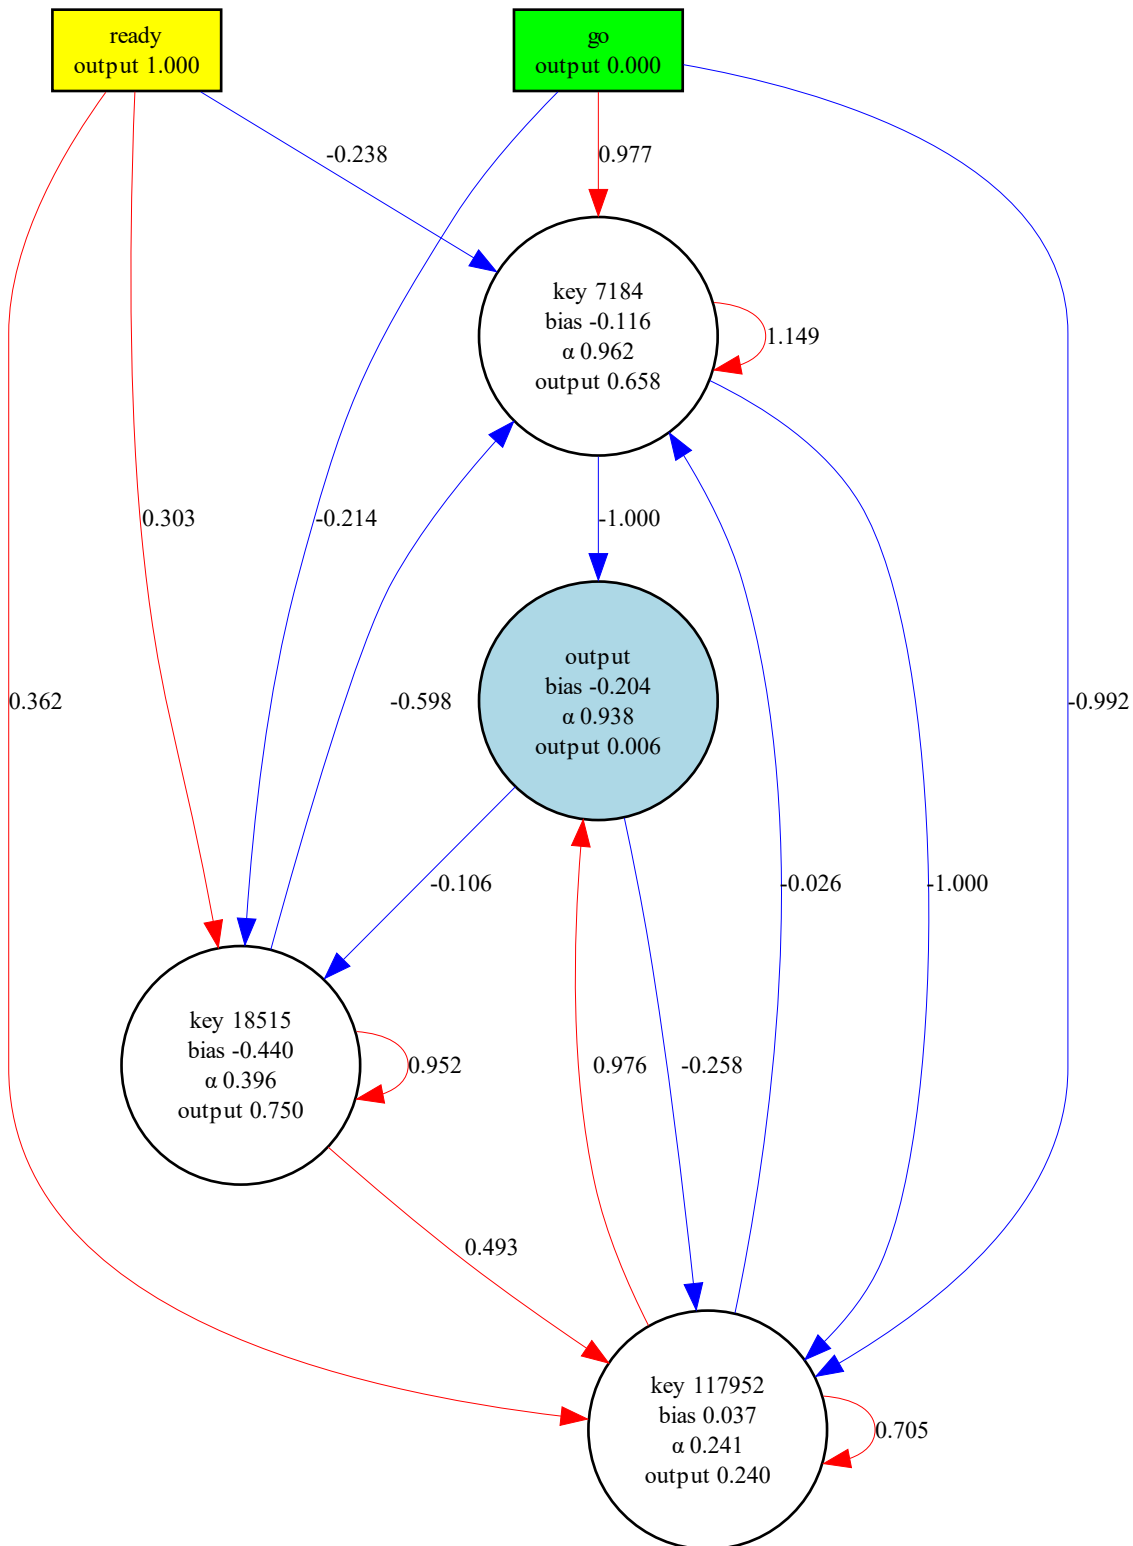 ready
output 1.000
go
output 0.000
-0.238
0.977
key 7184
bias -0.116
α 0.962
output 0.658
1.149
0.303
-0.214
-1.000
output
bias -0.204
α 0.938
output 0.006
0.362
-0.598
-0.992
-0.106
-0.026
-1.000
key 18515
bias -0.440
α 0.396
output 0.750
0.952
0.976
-0.258
0.493
key 117952
bias 0.037
α 0.241
output 0.240
0.705